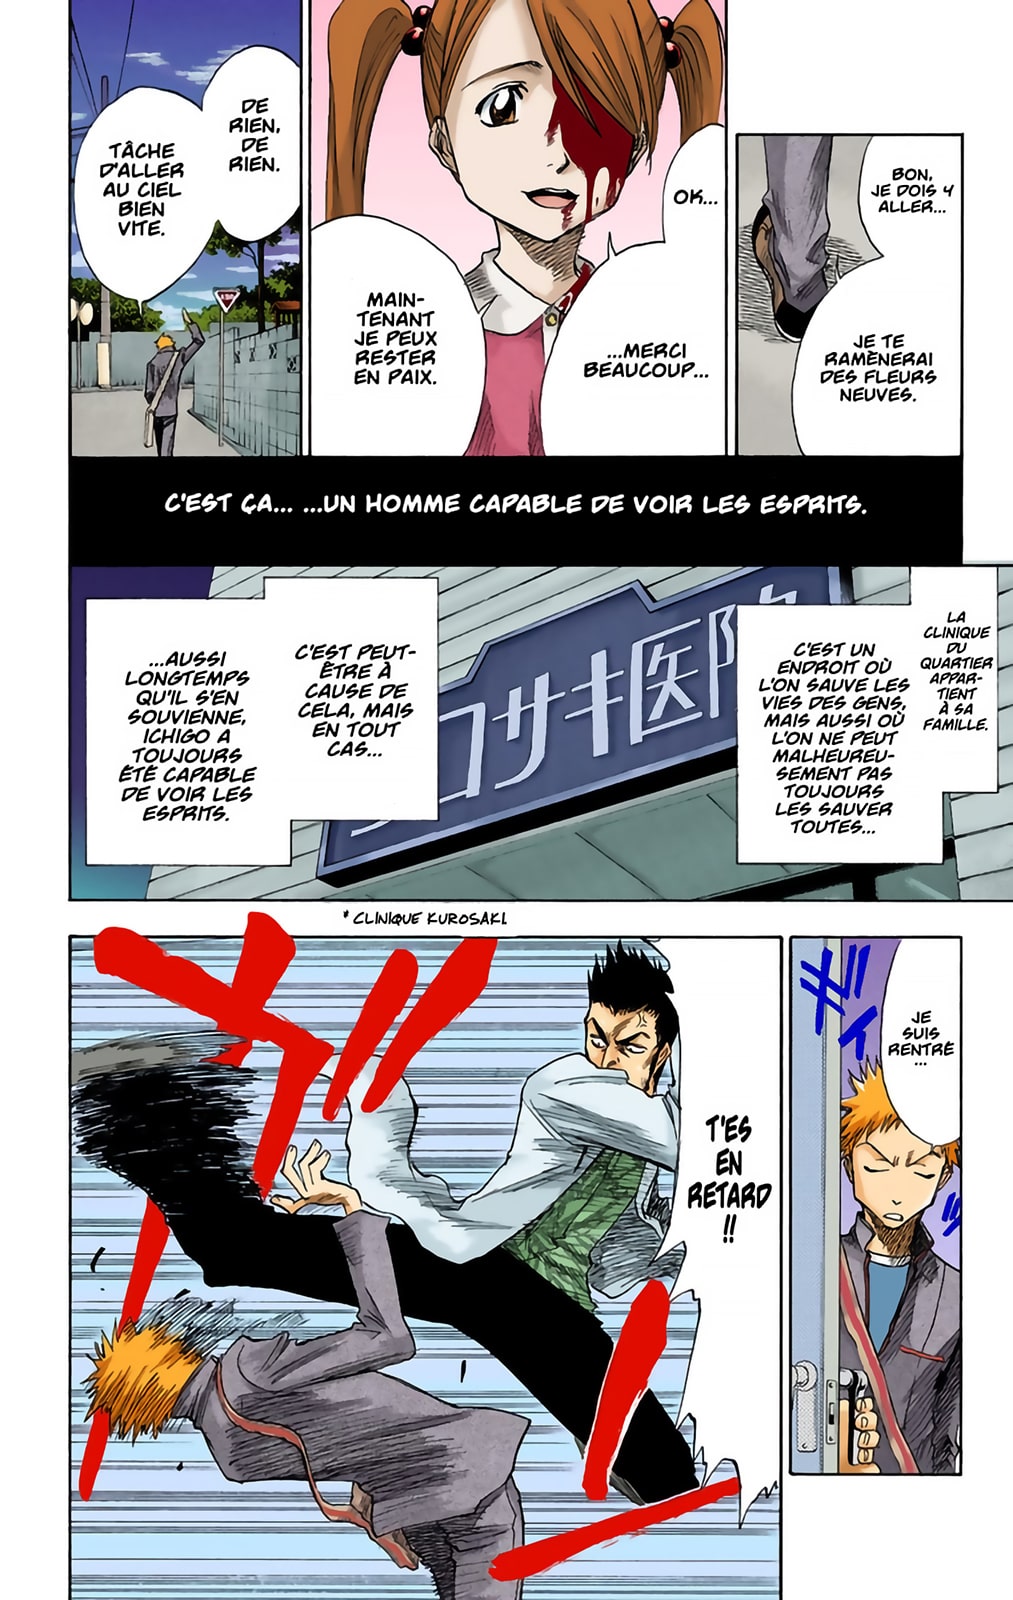 BON,
JE DOIS Y
ALLER...
JE TE
RAMÈNERAI
DES FLEURS
NEUVES.
OK...
...MERCI
BEAUCOUP...
MAIN-
TENANT
JE PEUX
RESTER
EN PAIX.
DE
RIEN,
DE
RIEN.
TÂCHE
D'ALLER
AU CIEL
BIEN
VITE.
C'EST ÇA... ...UN HOMME CAPABLE DE VOIR LES ESPRITS.
LA
CLINIQUE
DU
QUARTIER
APPAR-
TIENT
À SA
FAMILLE.
C'EST UN
ENDROIT OÙ
L'ON SAUVE LES
VIES DES GENS,
MAIS AUSSI OÙ
L'ON NE PEUT
MALHEUREU-
SEMENT PAS
TOUJOURS
LES SAUVER
TOUTES...
C'EST PEUT-
ÊTRE À
CAUSE DE
CELA, MAIS
EN TOUT
CAS...
...AUSSI
LONGTEMPS
QU'IL S'EN
SOUVIENNE,
ICHIGO A
TOUJOURS
ÉTÉ CAPABLE
DE VOIR LES
ESPRITS.
クロサキ医院
* CLINIQUE KUROSAKI.
JE
SUIS
RENTRÉ
...
T'ES
EN
RETARD
!!